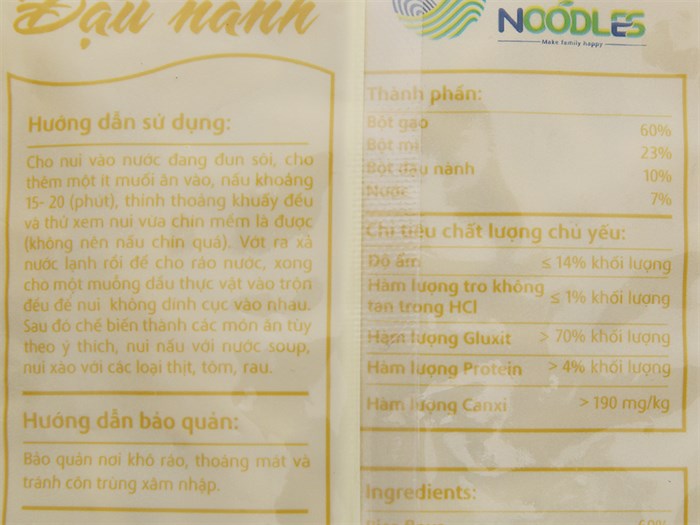 Đậu nành
Hướng dẫn sử dụng:
Cho nui vào nước đang đun sôi, cho
thêm một ít muối ăn vào, nấu khoảng
15- 20 (phút), thỉnh thoảng khuấy đều
và thử xem nui vừa chín mềm là được
(không nên nấu chín quá). Vớt ra xả
nước lạnh rồi để cho ráo nước, xong
cho một muỗng dầu thực vật vào trộn
đều để nui không dính cục vào nhau.
Sau đó chế biến thành các món ăn tùy
theo ý thích, nui nấu với nước soup,
nui xào với các loại thịt, tôm, rau.
Hướng dẫn bảo quản:
Bảo quản nơi khô ráo, thoáng mát và
tránh côn trùng xâm nhập.
NOODLES
Make family happy
Thành phần:
Bột gạo 60%
Bột mì 23%
Bột đậu nành 10%
Nước 7%
Chỉ tiêu chất lượng chủ yếu:
Độ ẩm ≤ 14% khối lượng
Hàm lượng tro không
tan trong HCl ≤ 1% khối lượng
Hàm lượng Gluxit > 70% khối lượng
Hàm lượng Protein > 4% khối lượng
Hàm lượng Canxi > 190 mg/kg
Ingredients: